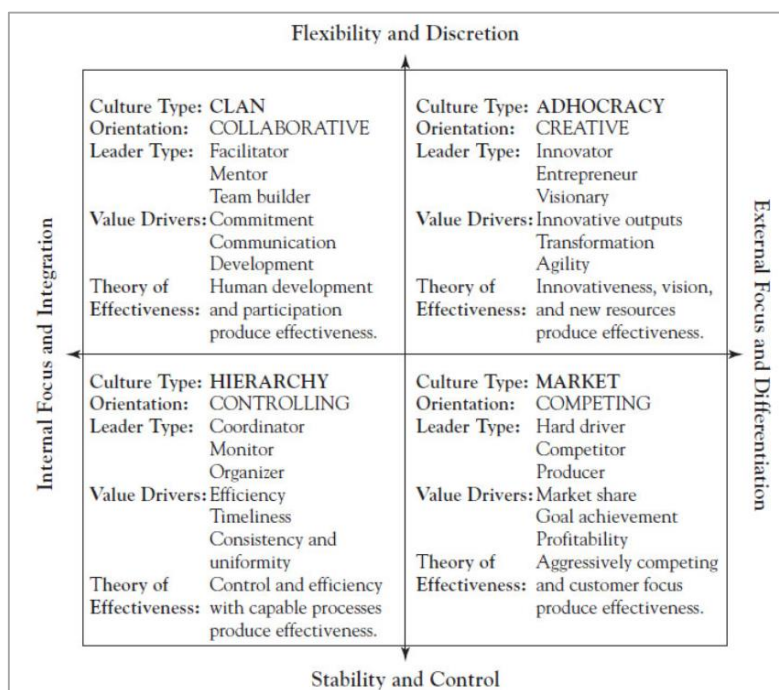 Flexibility and Discretion
Internal Focus and Integration
Culture Type: CLAN
Orientation: COLLABORATIVE
Leader Type: Facilitator
Mentor
Team builder
Value Drivers: Commitment
Communication
Development
Theory of Human development
Effectiveness: and participation
produce effectiveness.
Culture Type: ADHOCRACY
Orientation: CREATIVE
Leader Type: Innovator
Entrepreneur
Visionary
Value Drivers: Innovative outputs
Transformation
Agility
Theory of Innovativeness, vision,
Effectiveness: and new resources
produce effectiveness.
Culture Type: HIERARCHY
Orientation: CONTROLLING
Leader Type: Coordinator
Monitor
Organizer
Value Drivers: Efficiency
Timeliness
Consistency and
uniformity
Theory of Control and efficiency
Effectiveness: with capable processes
produce effectiveness.
Culture Type: MARKET
Orientation: COMPETING
Leader Type: Hard driver
Competitor
Producer
Value Drivers: Market share
Goal achievement
Profitability
Theory of Aggressively competing
Effectiveness: and customer focus
produce effectiveness.
External Focus and Differentiation
Stability and Control